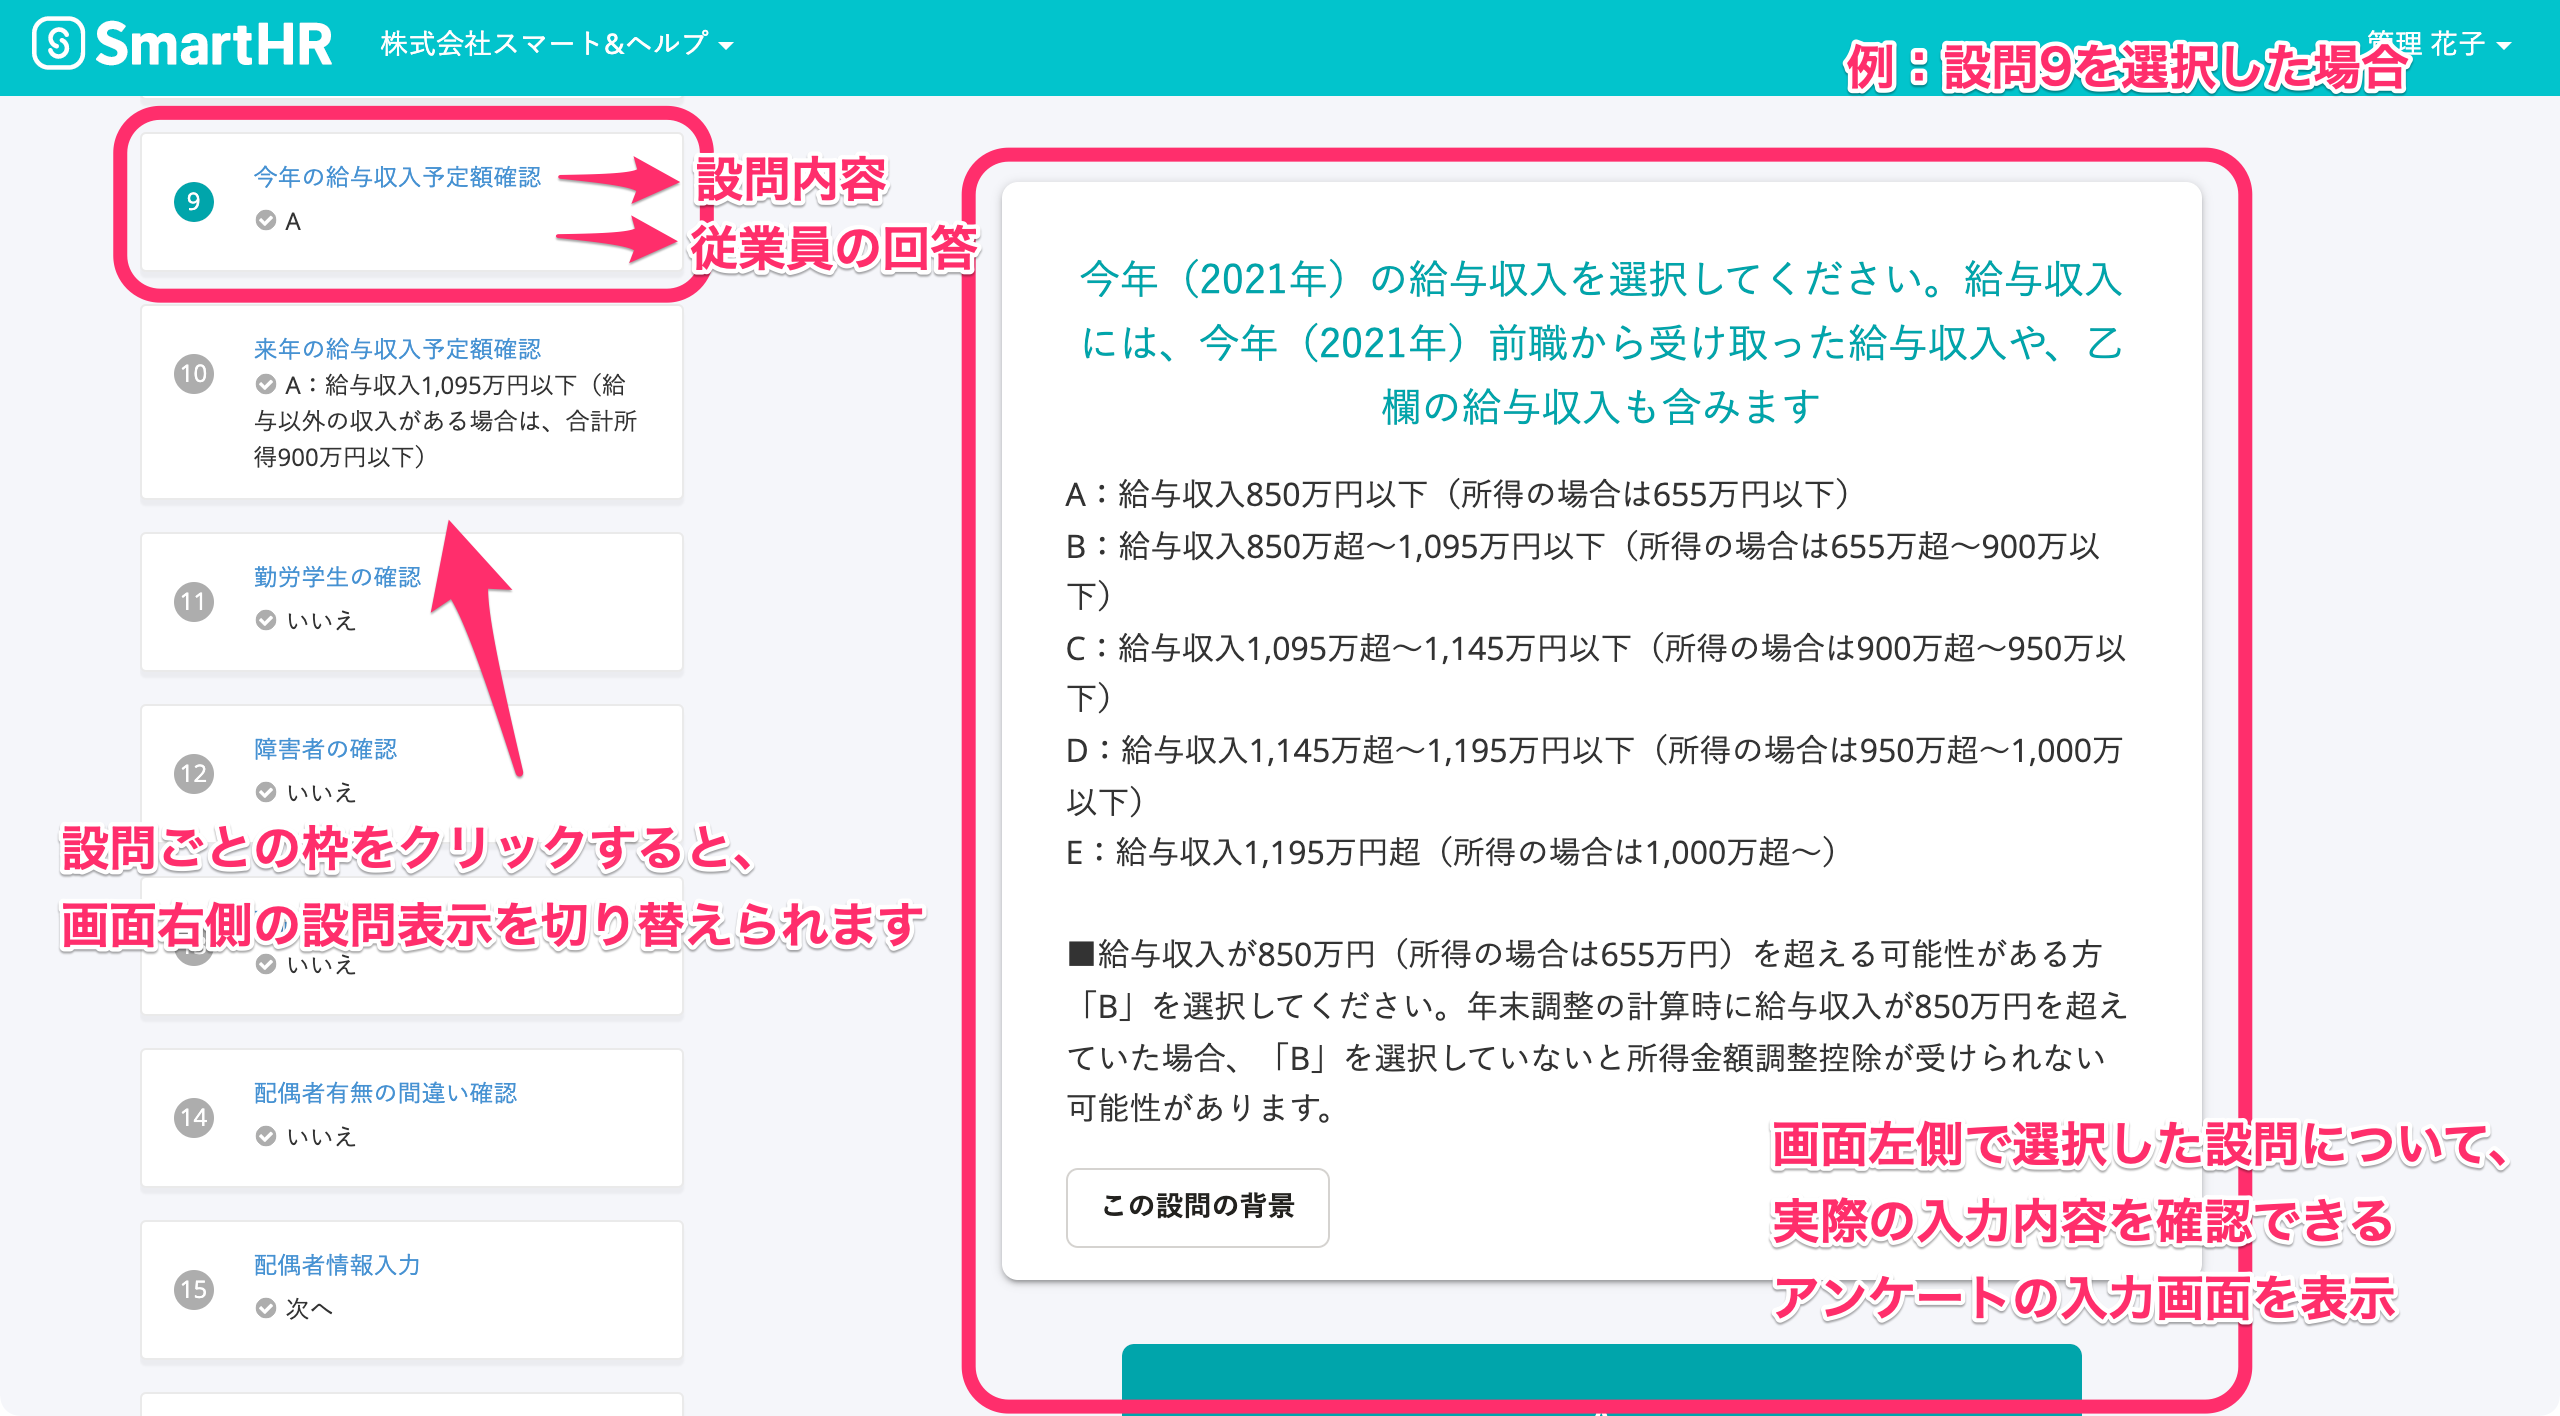 SmartHR 株式会社スマート&ヘルプ
管理 花子
例：設問9を選択した場合
9
今年の給与収入予定額確認
A
設問内容
従業員の回答
10
来年の給与収入予定額確認
A：給与収入1,095万円以下（給
与以外の収入がある場合は、合計所
得900万円以下）
11
勤労学生の確認
いいえ
12
障害者の確認
いいえ
設問ごとの枠をクリックすると、
画面右側の設問表示を切り替えられます
いいえ
14
配偶者有無の間違い確認
いいえ
15
配偶者情報入力
次へ
今年（2021年）の給与収入を選択してください。給与収入
には、今年（2021年）前職から受け取った給与収入や、乙
欄の給与収入も含みます
A：給与収入850万円以下（所得の場合は655万円以下）
B：給与収入850万超〜1,095万円以下（所得の場合は655万超〜900万以
下）
C：給与収入1,095万超〜1,145万円以下（所得の場合は900万超〜950万以
下）
D：給与収入1,145万超〜1,195万円以下（所得の場合は950万超〜1,000万
以下）
E：給与収入1,195万円超（所得の場合は1,000万超〜）
■給与収入が850万円（所得の場合は655万円）を超える可能性がある方
「B」を選択してください。年末調整の計算時に給与収入が850万円を超え
ていた場合、「B」を選択していないと所得金額調整控除が受けられない
可能性があります。
この設問の背景
画面左側で選択した設問について、
実際の入力内容を確認できる
アンケートの入力画面を表示